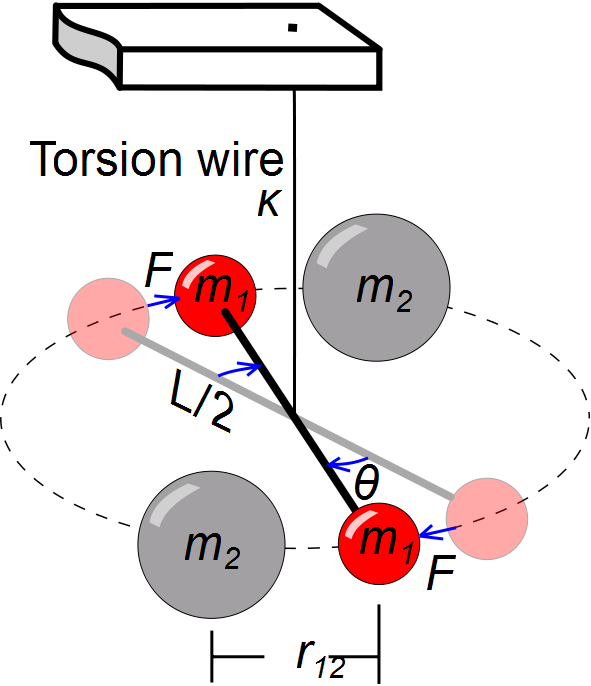 Torsion wire
κ
F
m₁
m₂
L/2
θ
m₂
m₁
F
r₁₂